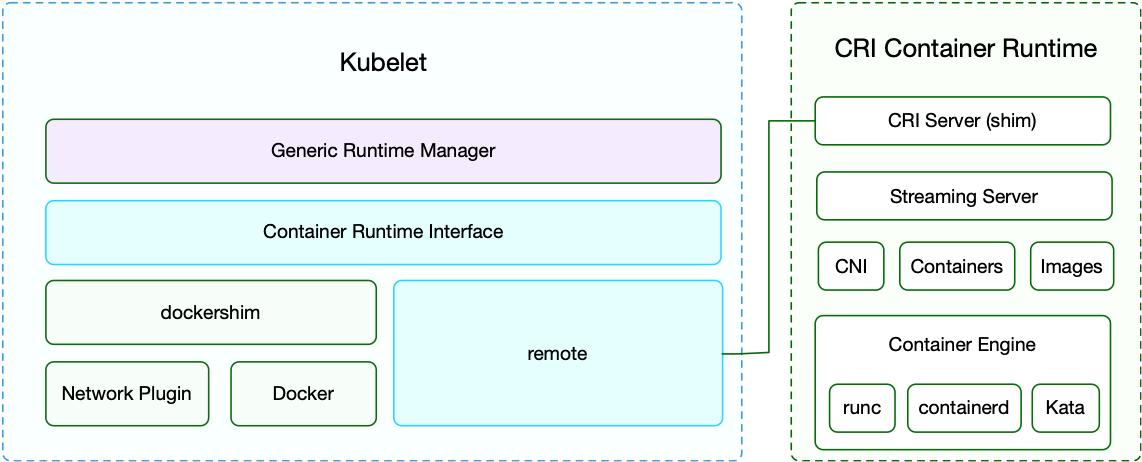 Kubelet
Generic Runtime Manager
Container Runtime Interface
dockershim
remote
Network Plugin
Docker
CRI Container Runtime
CRI Server (shim)
Streaming Server
CNI
Containers
Images
Container Engine
runc
containerd
Kata